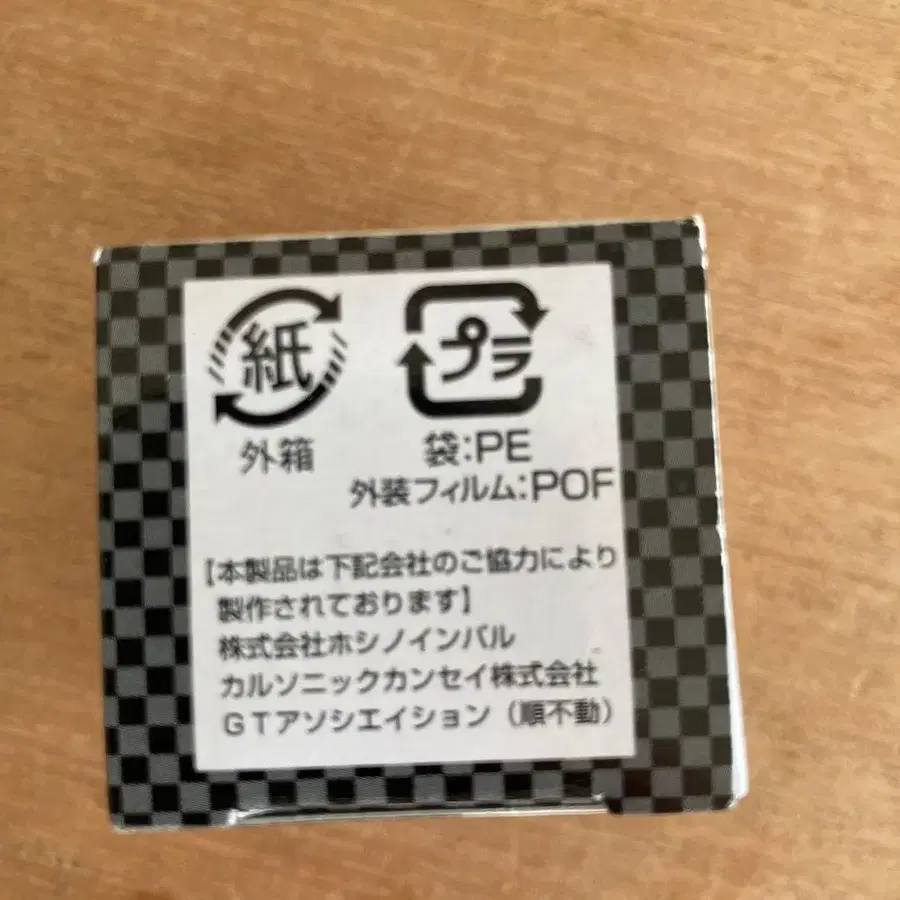 紙
プラ
外箱
袋:PE
外装フィルム:POF
【本製品は下記会社のご協力により
製作されております】
株式会社ホシノインパル
カルソニックカンセイ株式会社
GTアソシエイション（順不動）